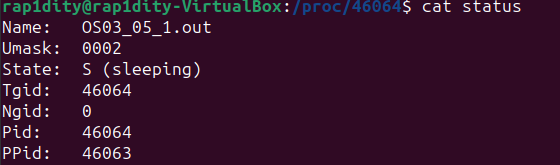 rap1dity@rap1dity-VirtualBox:/proc/46064$ cat status
Name:   OS03_05_1.out
Umask:  0002
State:  S (sleeping)
Tgid:   46064
Ngid:   0
Pid:    46064
PPid:   46063